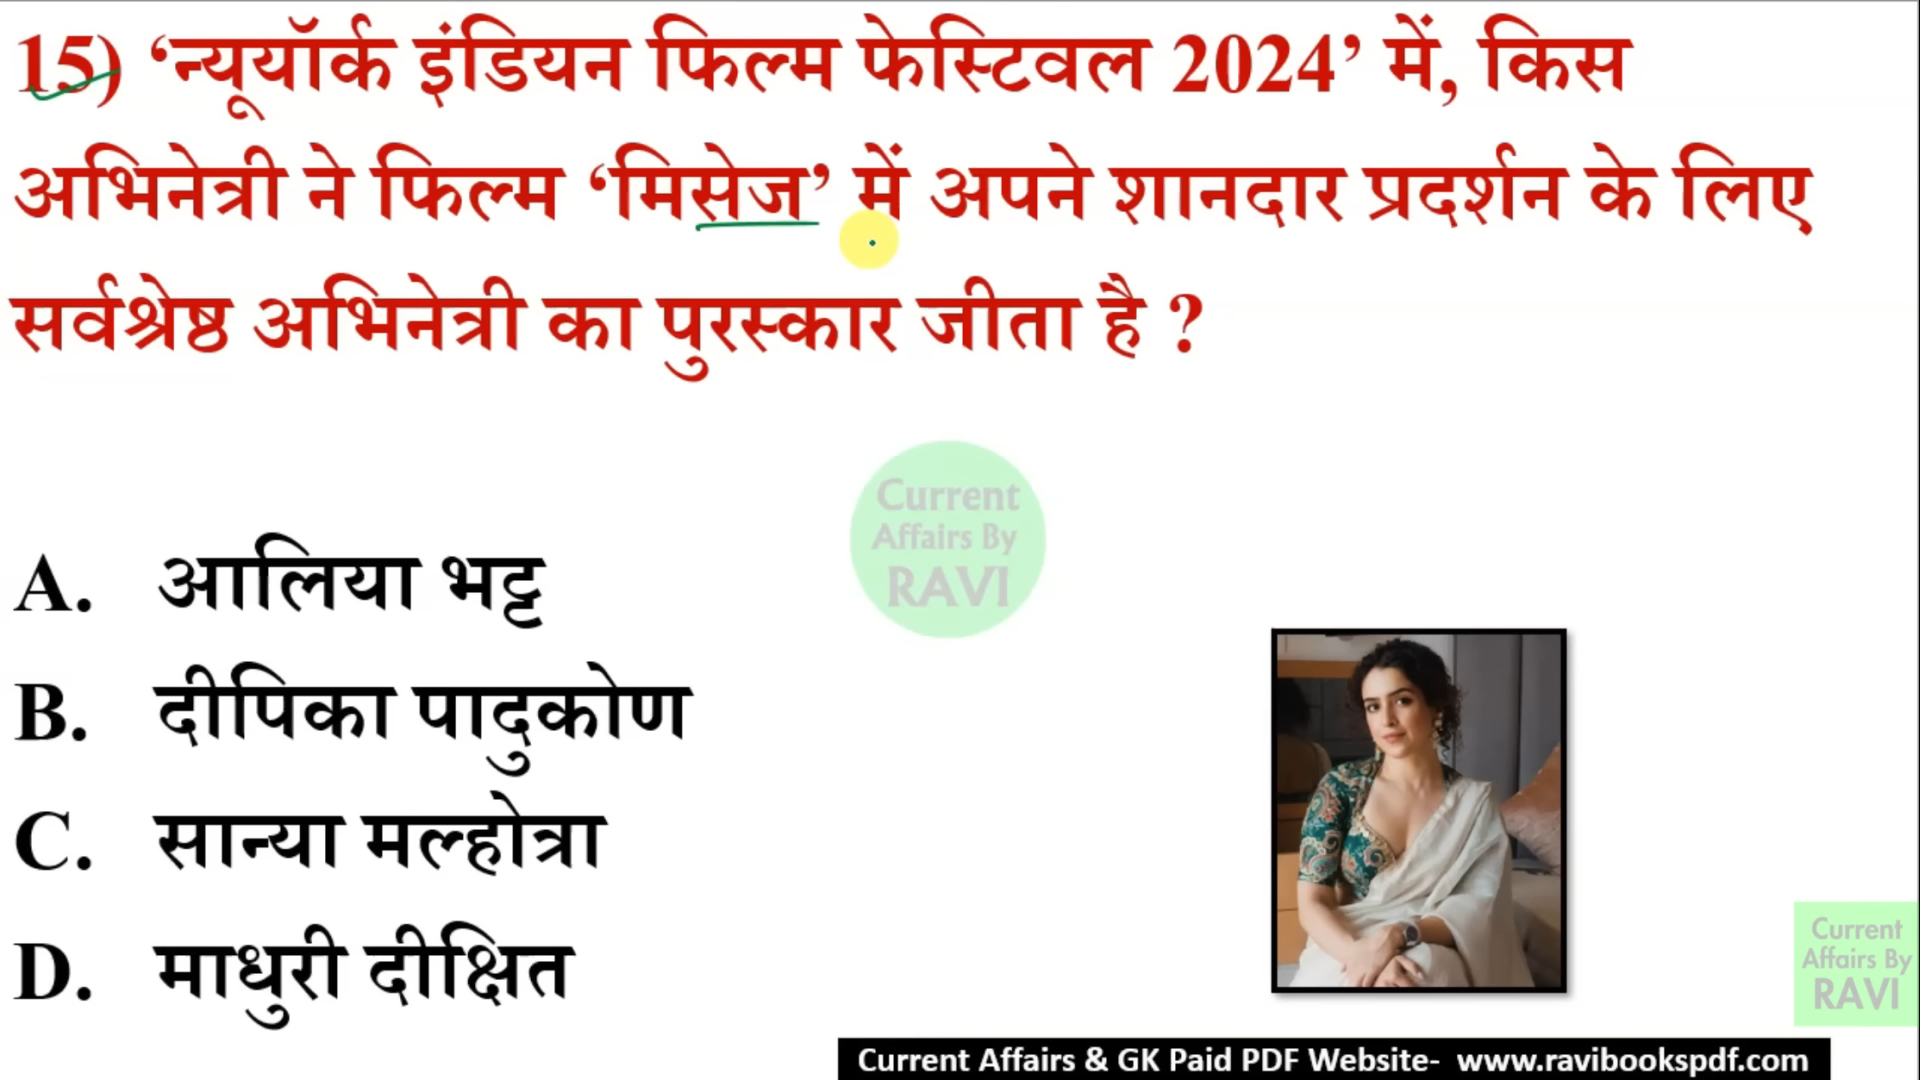 15) ‘न्यूयॉर्क इंडियन फिल्म फेस्टिवल 2024’ में, किस
अभिनेत्री ने फिल्म ‘मिसेज’ में अपने शानदार प्रदर्शन के लिए
सर्वश्रेष्ठ अभिनेत्री का पुरस्कार जीता है ?
Current
Affairs By
RAVI
A. आलिया भट्ट
B. दीपिका पादुकोण
C. सान्या मल्होत्रा
D. माधुरी दीक्षित
Current
Affairs By
RAVI
Current Affairs & GK Paid PDF Website- www.ravibookspdf.com